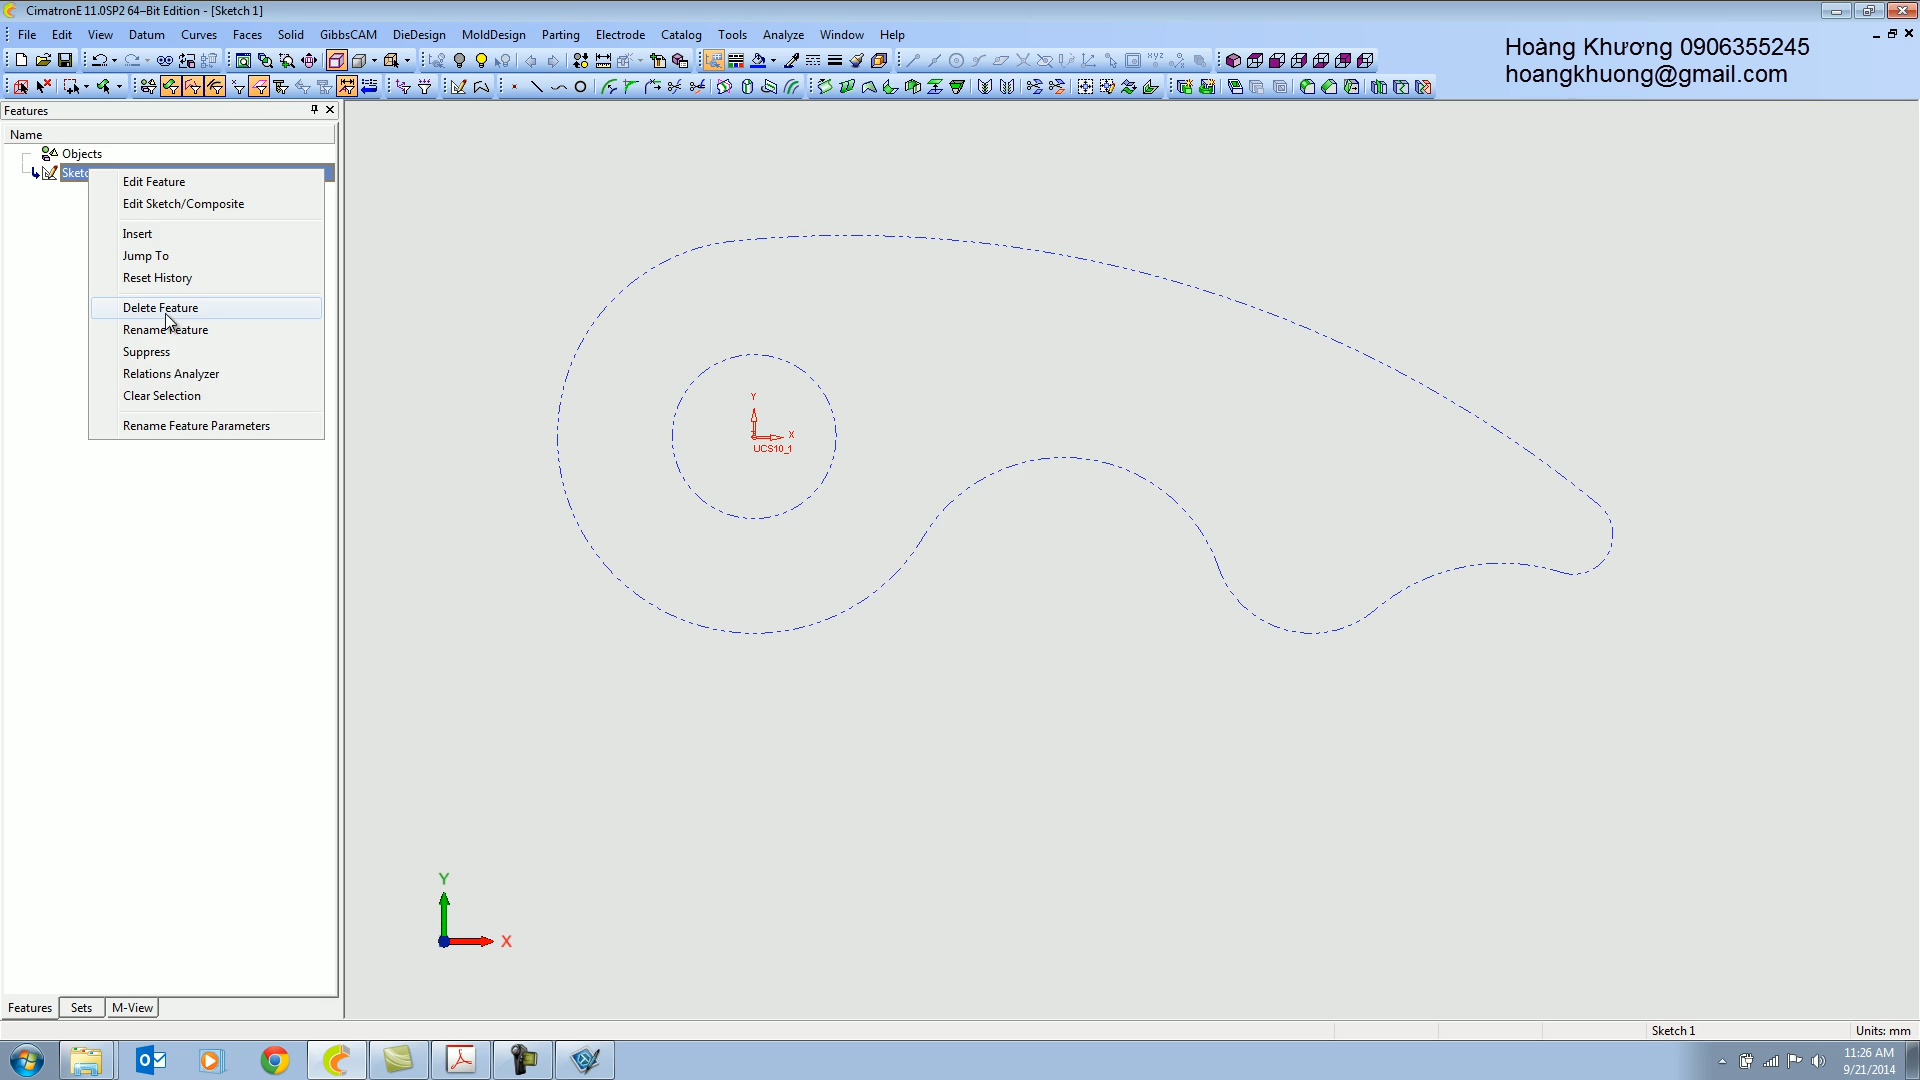 CimatronE 11.0SP2 64–Bit Edition - [Sketch 1]
File Edit View Datum Curves Faces Solid GibbsCAM DieDesign MoldDesign Parting Electrode Catalog Tools Analyze Window Help
Hoàng Khương 0906355245
hoangkhuong@gmail.com
Features
Name
Objects
Sketc
Edit Feature
Edit Sketch/Composite
Insert
Jump To
Reset History
Delete Feature
Rename Feature
Suppress
Relations Analyzer
Clear Selection
Rename Feature Parameters
Y
X
UCS10_1
Y
X
Features Sets M-View
Sketch 1 Units: mm
11:26 AM
9/21/2014